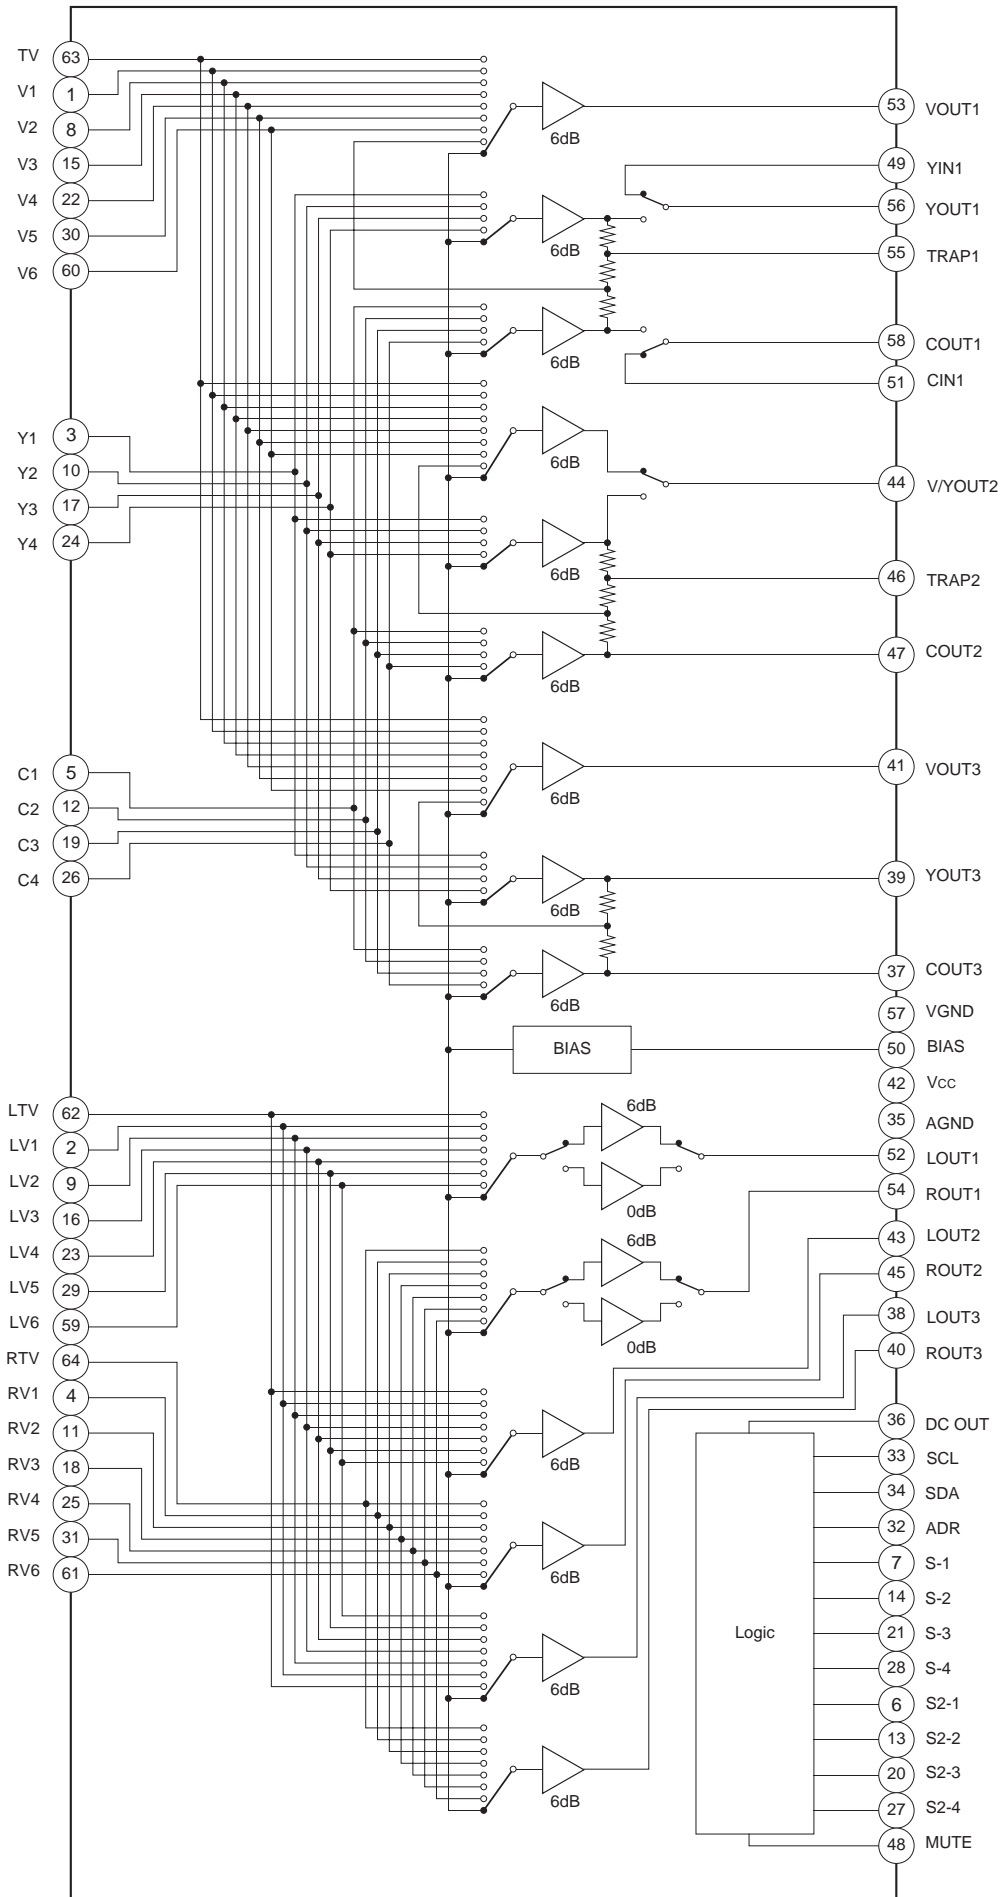 TV 63
V1 1
V2 8
V3 15
V4 22
V5 30
V6 60
Y1 3
Y2 10
Y3 17
Y4 24
C1 5
C2 12
C3 19
C4 26
LTV 62
LV1 2
LV2 9
LV3 16
LV4 23
LV5 29
LV6 59
RTV 64
RV1 4
RV2 11
RV3 18
RV4 25
RV5 31
RV6 61
6dB
6dB
6dB
6dB
6dB
6dB
6dB
6dB
6dB
BIAS
6dB
0dB
6dB
0dB
6dB
6dB
6dB
6dB
Logic
53 VOUT1
49 YIN1
56 YOUT1
55 TRAP1
58 COUT1
51 CIN1
44 V/YOUT2
46 TRAP2
47 COUT2
41 VOUT3
39 YOUT3
37 COUT3
57 VGND
50 BIAS
42 VCC
35 AGND
52 LOUT1
54 ROUT1
43 LOUT2
45 ROUT2
38 LOUT3
40 ROUT3
36 DC OUT
33 SCL
34 SDA
32 ADR
7 S-1
14 S-2
21 S-3
28 S-4
6 S2-1
13 S2-2
20 S2-3
27 S2-4
48 MUTE